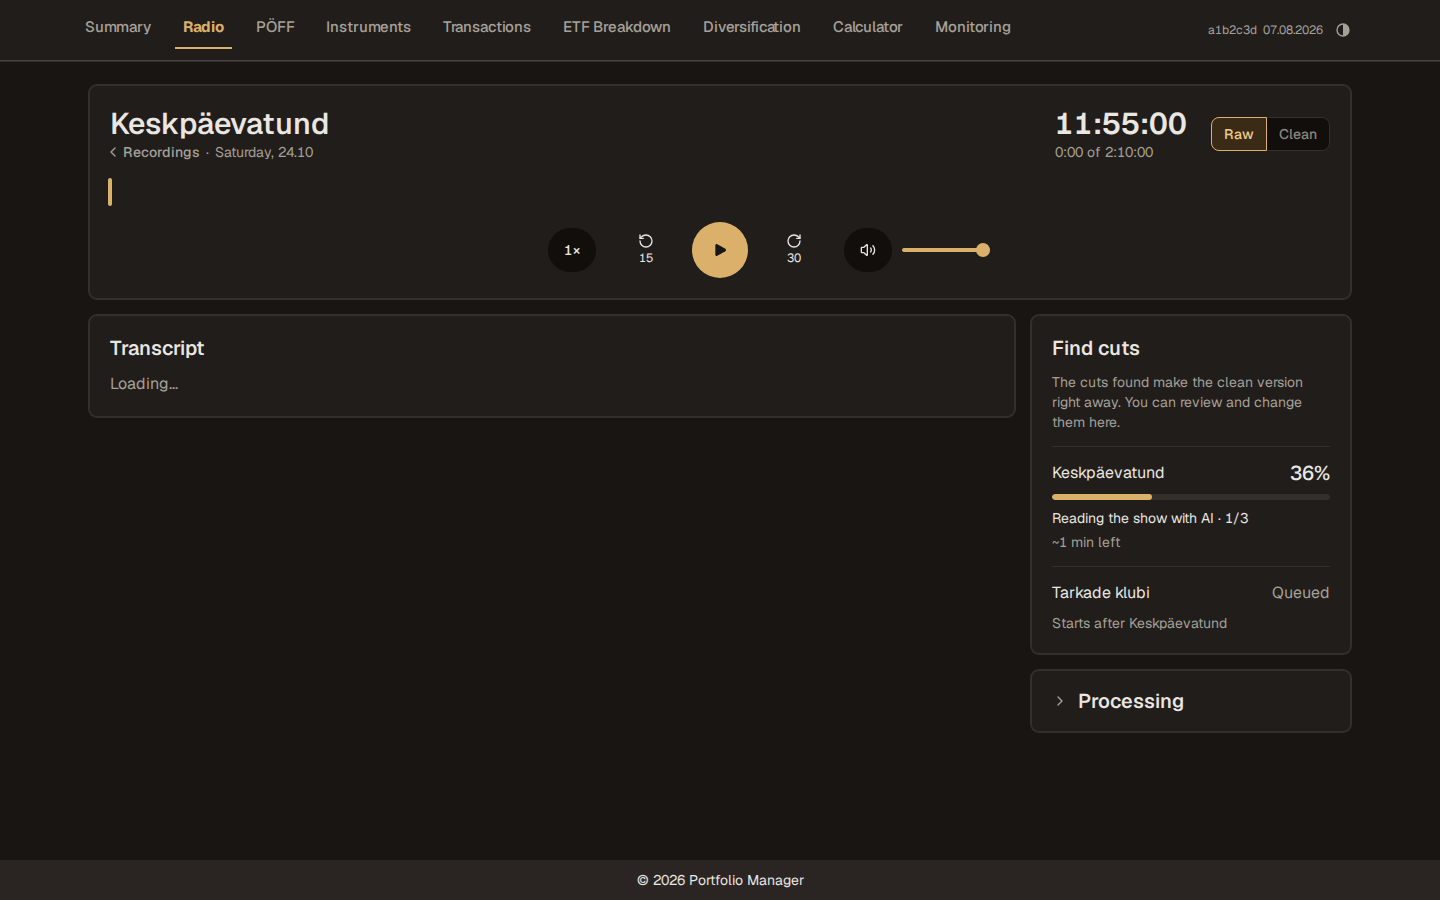 Summary Radio PÖFF Instruments Transactions ETF Breakdown Diversification Calculator Monitoring a1b2c3d 07.08.2026
Keskpäevatund
Recordings · Saturday, 24.10
11:55:00
0:00 of 2:10:00
Raw Clean
1×
15
30
Transcript
Loading...
Find cuts
The cuts found make the clean version
right away. You can review and change
them here.
Keskpäevatund 36%
Reading the show with AI · 1/3
~1 min left
Tarkade klubi Queued
Starts after Keskpäevatund
Processing
© 2026 Portfolio Manager